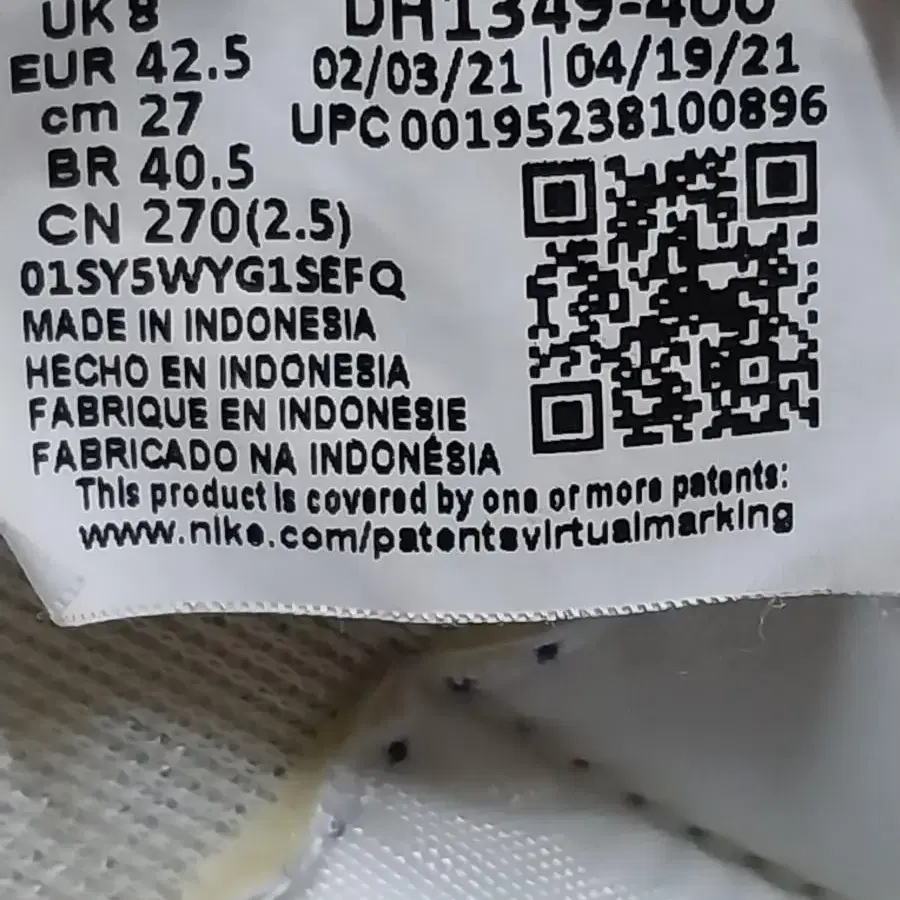 UK 8
DH1349-400
EUR 42.5
02/03/21 | 04/19/21
cm 27
UPC 00195238100896
BR 40.5
CN 270(2.5)
01SY5WYG1SEFQ
MADE IN INDONESIA
HECHO EN INDONESIA
FABRIQUE EN INDONESIE
FABRICADO NA INDONÉSIA
This product is covered by one or more patents:
www.nike.com/patentsvirtualmarking